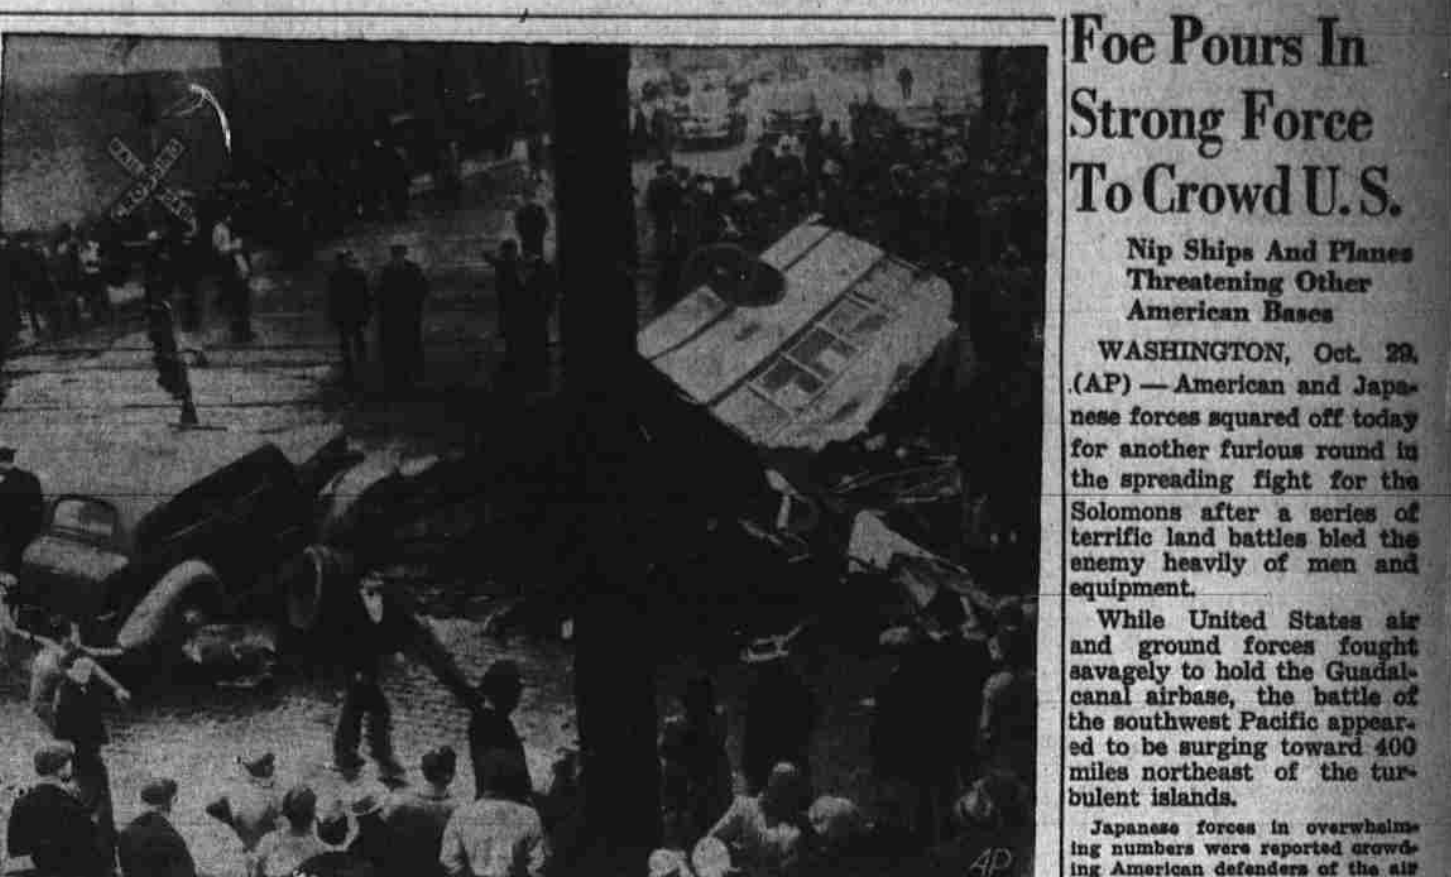 RAIL CROSSING ROAD
AP
Foe Pours In
Strong Force
To Crowd U. S.
Nip Ships And Planes
Threatening Other
American Bases
WASHINGTON, Oct. 29.
(AP) — American and Japa-
nese forces squared off today
for another furious round in
the spreading fight for the
Solomons after a series of
terrific land battles bled the
enemy heavily of men and
equipment.
While United States air
and ground forces fought
savagely to hold the Guadal-
canal airbase, the battle of
the southwest Pacific appear-
ed to be surging toward 400
miles northeast of the tur-
bulent islands.
Japanese forces in overwhelm-
ing numbers were reported crowd-
ing American defenders of the air